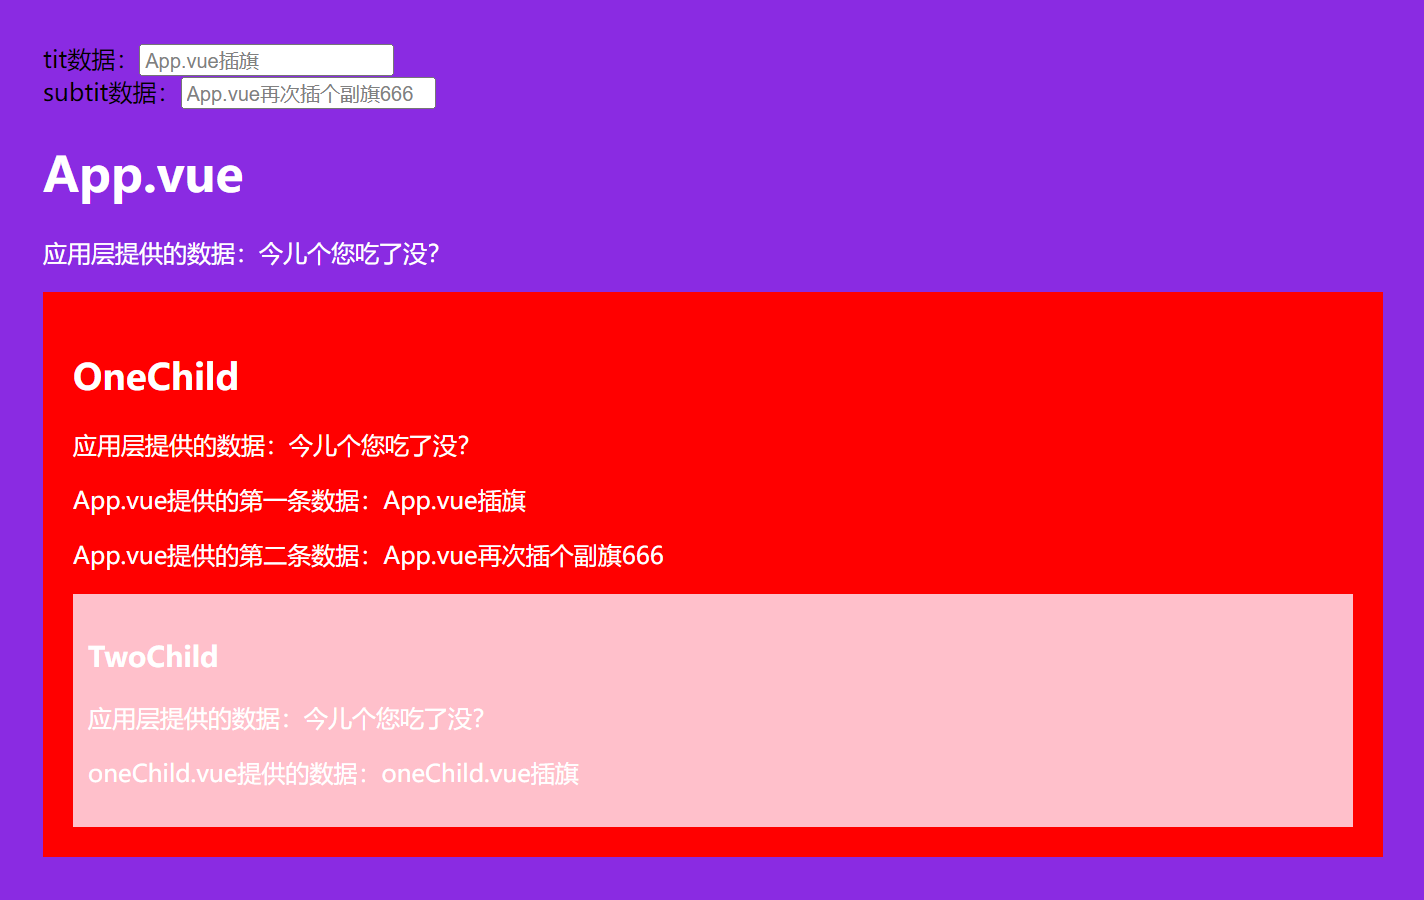 tit数据：App.vue插旗
subtit数据：App.vue再次插个副旗666
App.vue
应用层提供的数据：今儿个您吃了没？
OneChild
应用层提供的数据：今儿个您吃了没？
App.vue提供的第一条数据：App.vue插旗
App.vue提供的第二条数据：App.vue再次插个副旗666
TwoChild
应用层提供的数据：今儿个您吃了没？
oneChild.vue提供的数据：oneChild.vue插旗